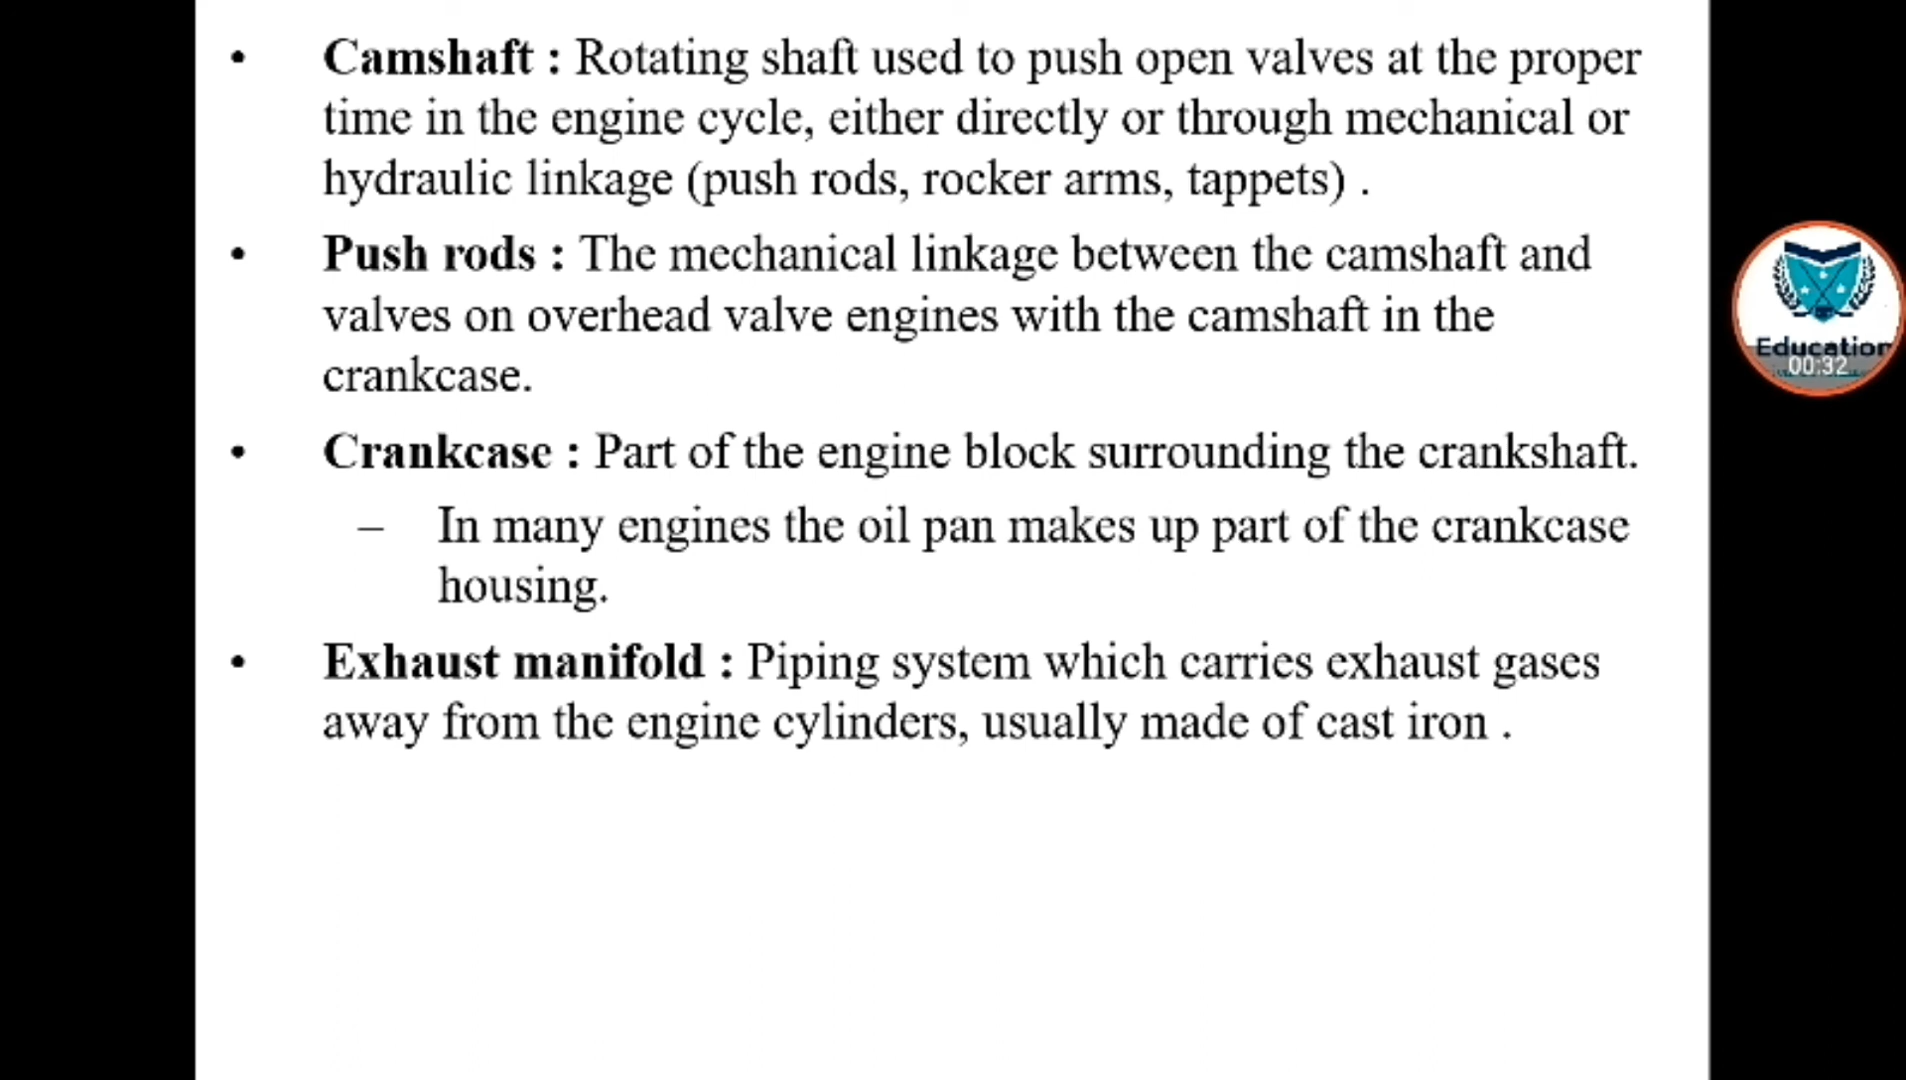 • Camshaft : Rotating shaft used to push open valves at the proper
time in the engine cycle, either directly or through mechanical or
hydraulic linkage (push rods, rocker arms, tappets) .
• Push rods : The mechanical linkage between the camshaft and
valves on overhead valve engines with the camshaft in the
crankcase.
• Crankcase : Part of the engine block surrounding the crankshaft.
– In many engines the oil pan makes up part of the crankcase
housing.
• Exhaust manifold : Piping system which carries exhaust gases
away from the engine cylinders, usually made of cast iron .
Education
00:32